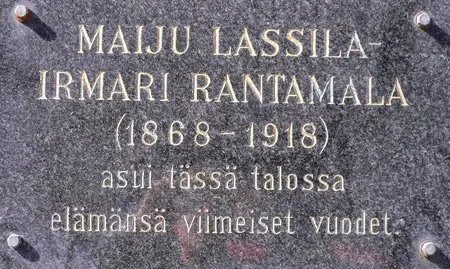 MAIJU LASSILA-
IRMARI RANTAMALA
(1868-1918)
asui tässä talossa
elämänsä viimeiset vuodet.